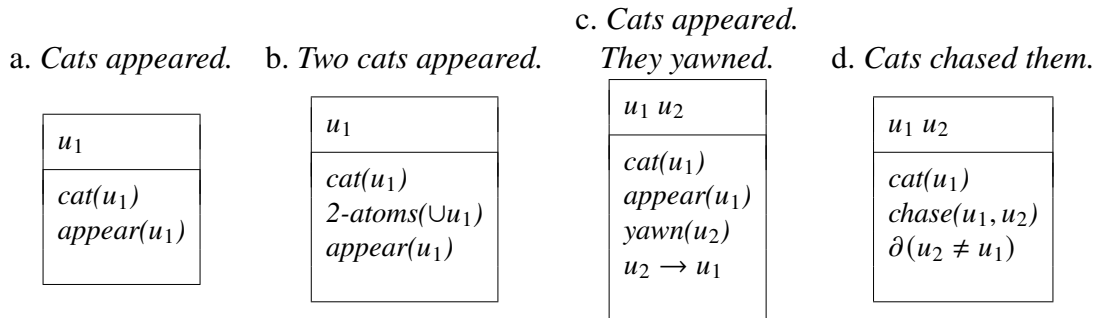 a. Cats appeared.
u₁
cat(u₁)
appear(u₁)
b. Two cats appeared.
u₁
cat(u₁)
2-atoms(∪u₁)
appear(u₁)
c. Cats appeared.
They yawned.
u₁ u₂
cat(u₁)
appear(u₁)
yawn(u₂)
u₂ → u₁
d. Cats chased them.
u₁ u₂
cat(u₁)
chase(u₁, u₂)
∂(u₂ ≠ u₁)